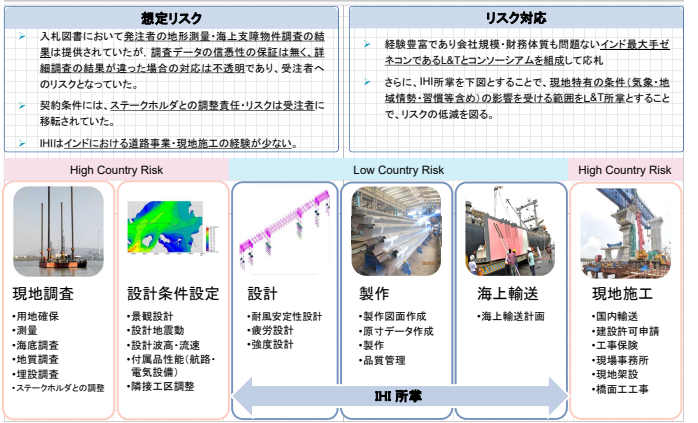 想定リスク
➢ 入札図書において発注者の地形測量・海上支障物件調査の結
果は提供されていたが, 調査データの信憑性の保証は無く、詳
細調査の結果が違った場合の対応は不透明であり、受注者へ
のリスクとなっていた。
➢ 契約条件には、ステークホルダとの調整責任・リスクは受注者に
移転されていた。
➢ IHIはインドにおける道路事業・現地施工の経験が少ない。
リスク対応
➢ 経験豊富であり会社規模・財務体質も問題ないインド最大手ゼ
ネコンであるL&Tとコンソーシアムを組成して応札
➢ さらに、IHI所掌を下図とすることで、現地特有の条件（気象・地
域情勢・習慣等含め）の影響を受ける範囲をL&T所掌とすること
で、リスクの低減を図る。
High Country Risk
Low Country Risk
High Country Risk
現地調査
•用地確保
•測量
•海底調査
•地質調査
•埋設調査
•ステークホルダとの調整
設計条件設定
•景観設計
•設計地震動
•設計波高・流速
•付属品性能（航路・
電気設備）
•隣接工区調整
設計
•耐風安定性設計
•疲労設計
•強度設計
製作
•製作図面作成
•原寸データ作成
•製作
•品質管理
海上輸送
•海上輸送計画
現地施工
•国内輸送
•建設許可申請
•工事保険
•現場事務所
•現地架設
•橋面工工事
IHI 所掌